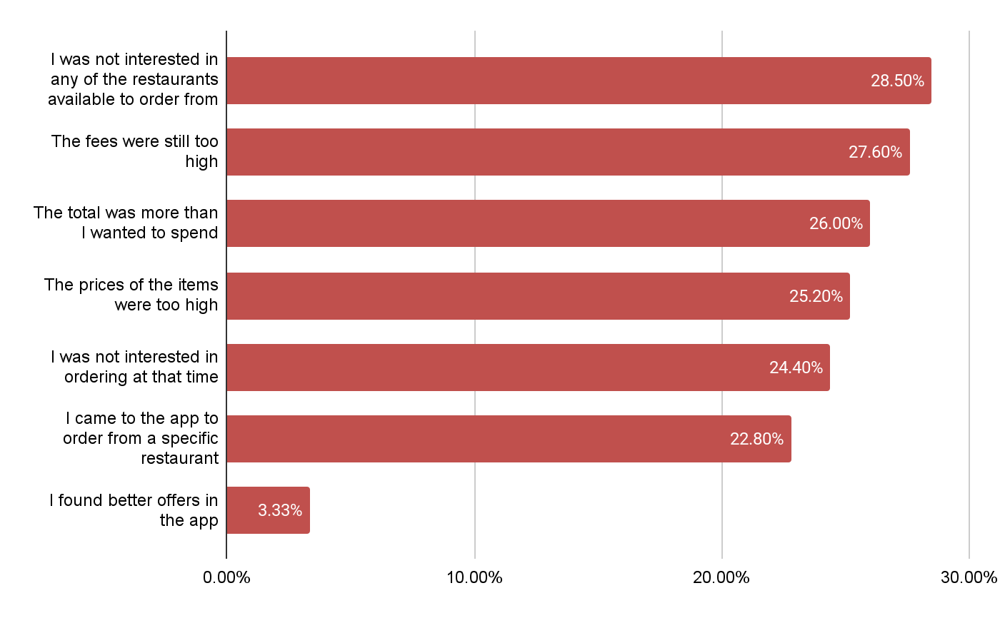 I was not interested in
any of the restaurants
available to order from
28.50%
The fees were still too
high
27.60%
The total was more than
I wanted to spend
26.00%
The prices of the items
were too high
25.20%
I was not interested in
ordering at that time
24.40%
I came to the app to
order from a specific
restaurant
22.80%
I found better offers in
the app
3.33%
0.00%
10.00%
20.00%
30.00%